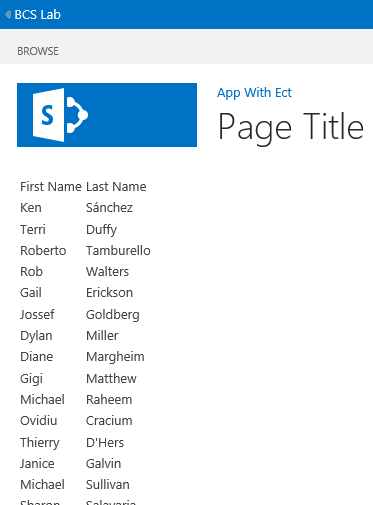 BCS Lab
BROWSE
S
App With Ect
Page Title
First Name Last Name
Ken Sánchez
Terri Duffy
Roberto Tamburello
Rob Walters
Gail Erickson
Jossef Goldberg
Dylan Miller
Diane Margheim
Gigi Matthew
Michael Raheem
Ovidiu Cracium
Thierry D'Hers
Janice Galvin
Michael Sullivan
Sharon Salavaria